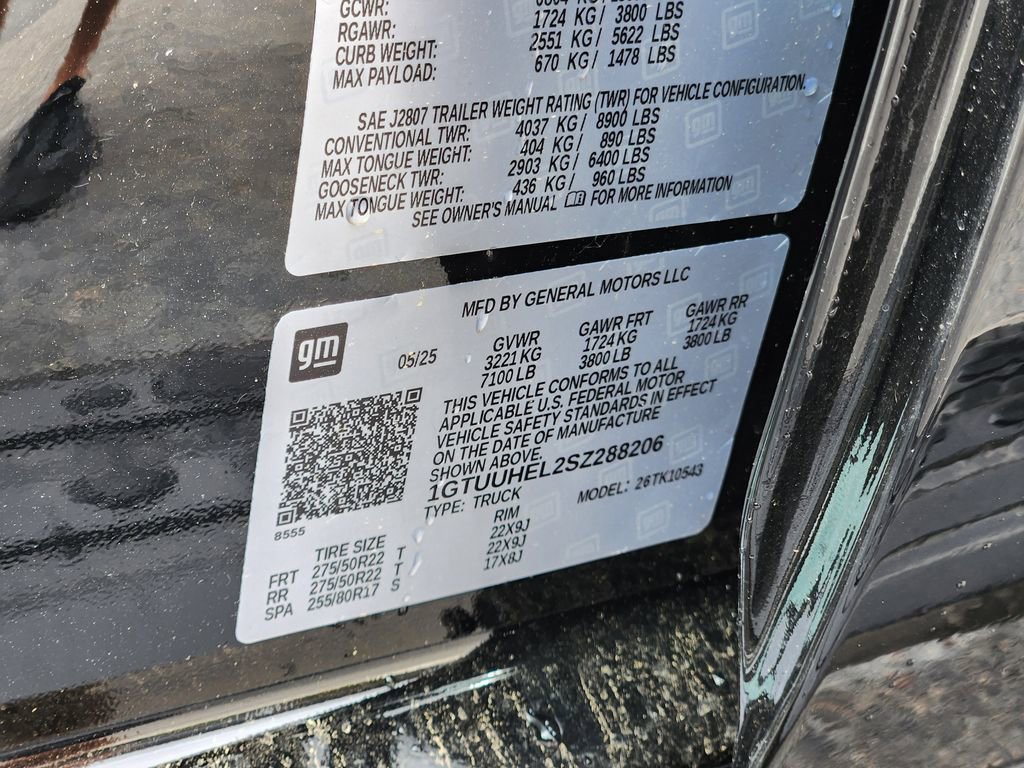 GCWR:
RGAWR: 1724 KG / 3800 LBS
CURB WEIGHT: 2551 KG / 5622 LBS
MAX PAYLOAD: 670 KG / 1478 LBS
SAE J2807 TRAILER WEIGHT RATING (TWR) FOR VEHICLE CONFIGURATION.
CONVENTIONAL TWR: 4037 KG / 8900 LBS
MAX TONGUE WEIGHT: 404 KG / 890 LBS
GOOSENECK TWR: 2903 KG / 6400 LBS
MAX TONGUE WEIGHT: 436 KG / 960 LBS
SEE OWNER'S MANUAL FOR MORE INFORMATION
MFD BY GENERAL MOTORS LLC
gm 05/25 GVWR GAWR FRT GAWR RR
3221 KG 1724 KG 1724 KG
7100 LB 3800 LB 3800 LB
THIS VEHICLE CONFORMS TO ALL
APPLICABLE U.S. FEDERAL MOTOR
VEHICLE SAFETY STANDARDS IN EFFECT
ON THE DATE OF MANUFACTURE
SHOWN ABOVE.
1GTUUHEL2SZ288206
TYPE: TRUCK MODEL: 26TK10543
8555
TIRE SIZE RIM
FRT 275/50R22 T 22X9J
RR 275/50R22 T 22X9J
SPA 255/80R17 S 17X8J